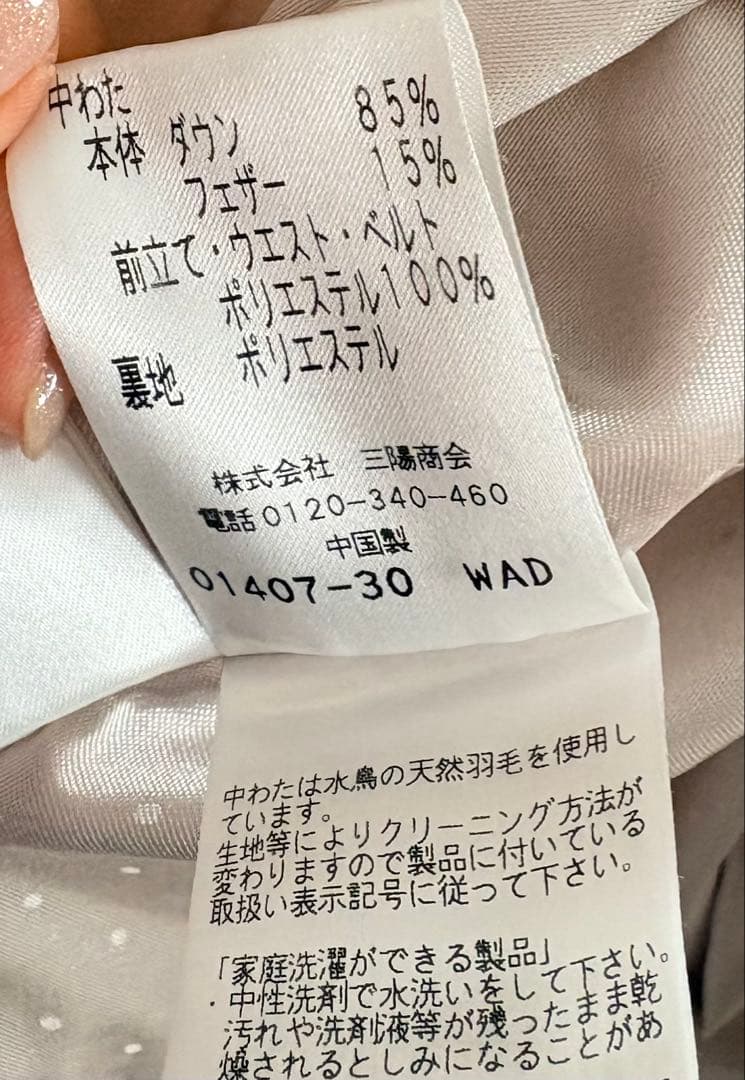 中わた
本体 ダウン 85%
フェザー 15%
前立て・ウエスト・ベルト
ポリエステル100%
裏地 ポリエステル
株式会社 三陽商会
電話0120-340-460
中国製
01407-30 WAD
中わたは水鳥の天然羽毛を使用し
ています。
生地等によりクリーニング方法が
変わりますので製品に付いている
取扱い表示記号に従って下さい。
「家庭洗濯ができる製品」
・中性洗剤で水洗いをして下さい。
汚れや洗剤液等が残ったまま乾
燥されるとしみになることがあ